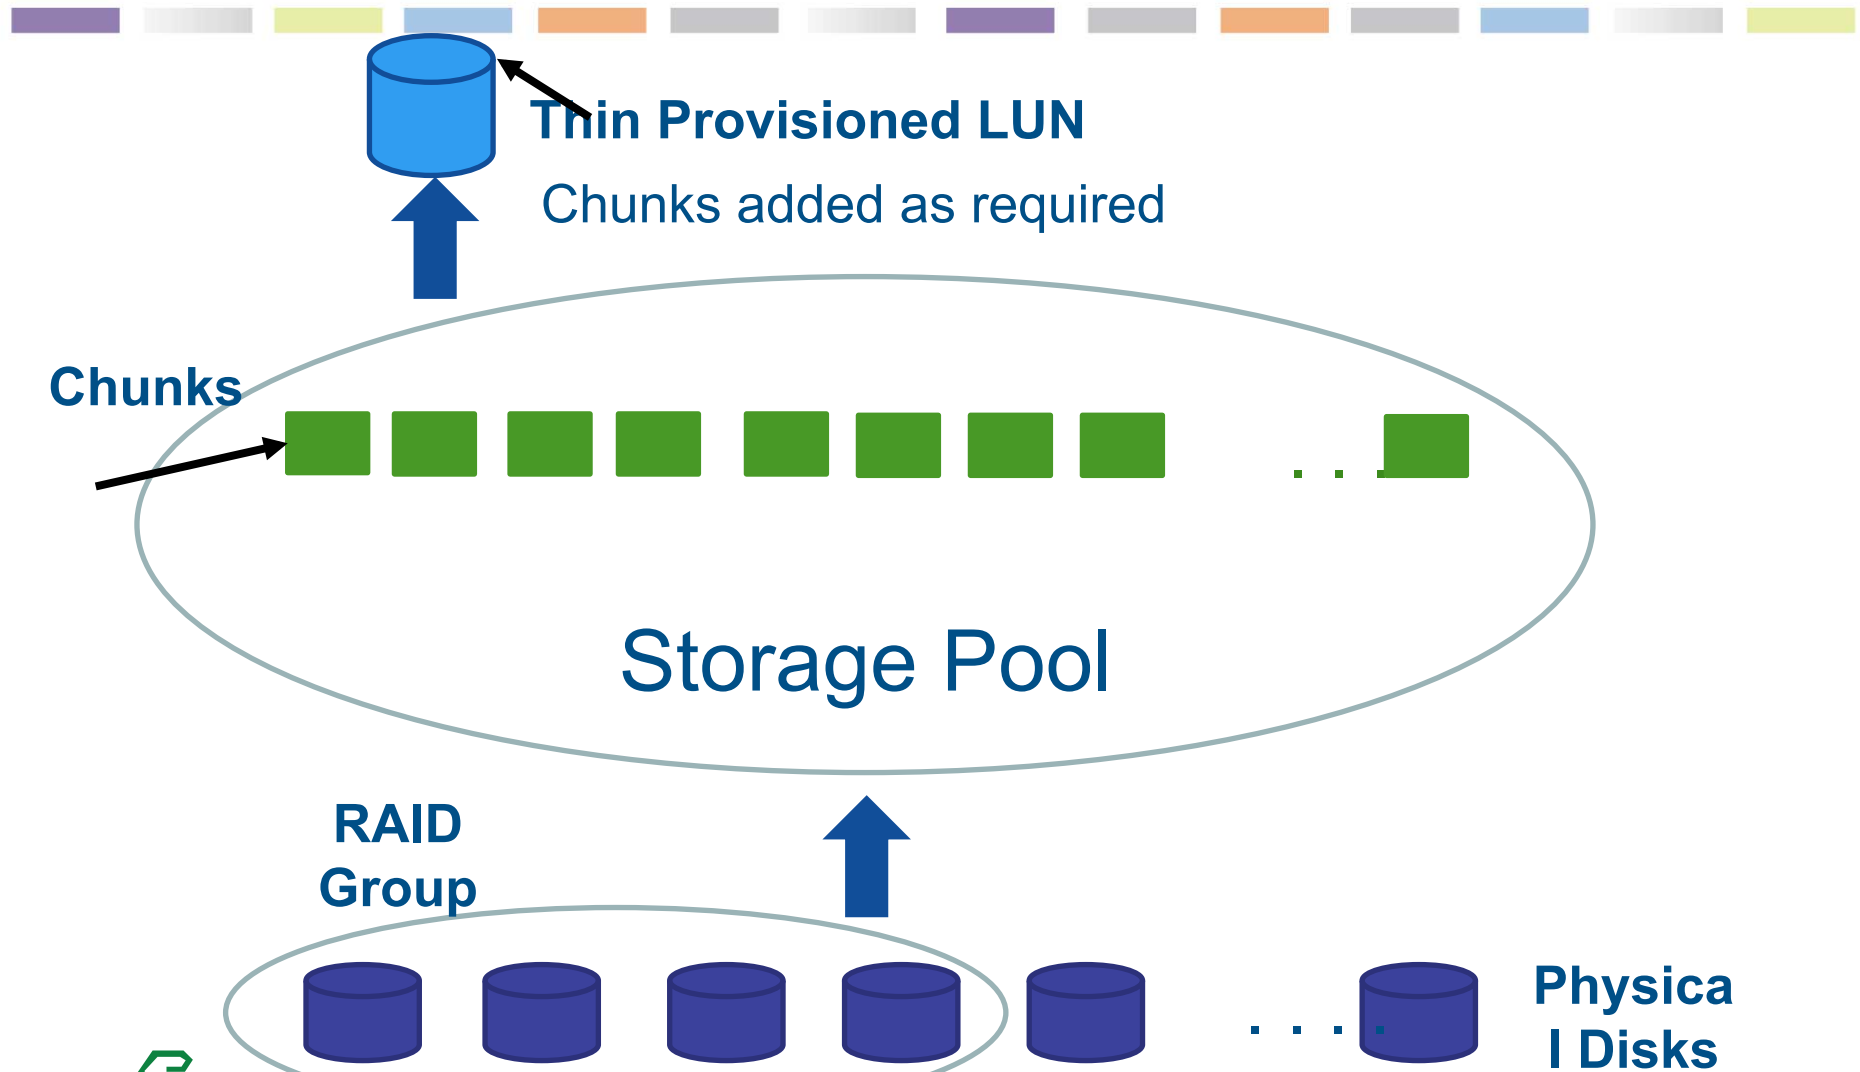 Thin Provisioned LUN
Chunks added as required
Chunks
. . .
Storage Pool
RAID
Group
. . . .
Physica
l Disks